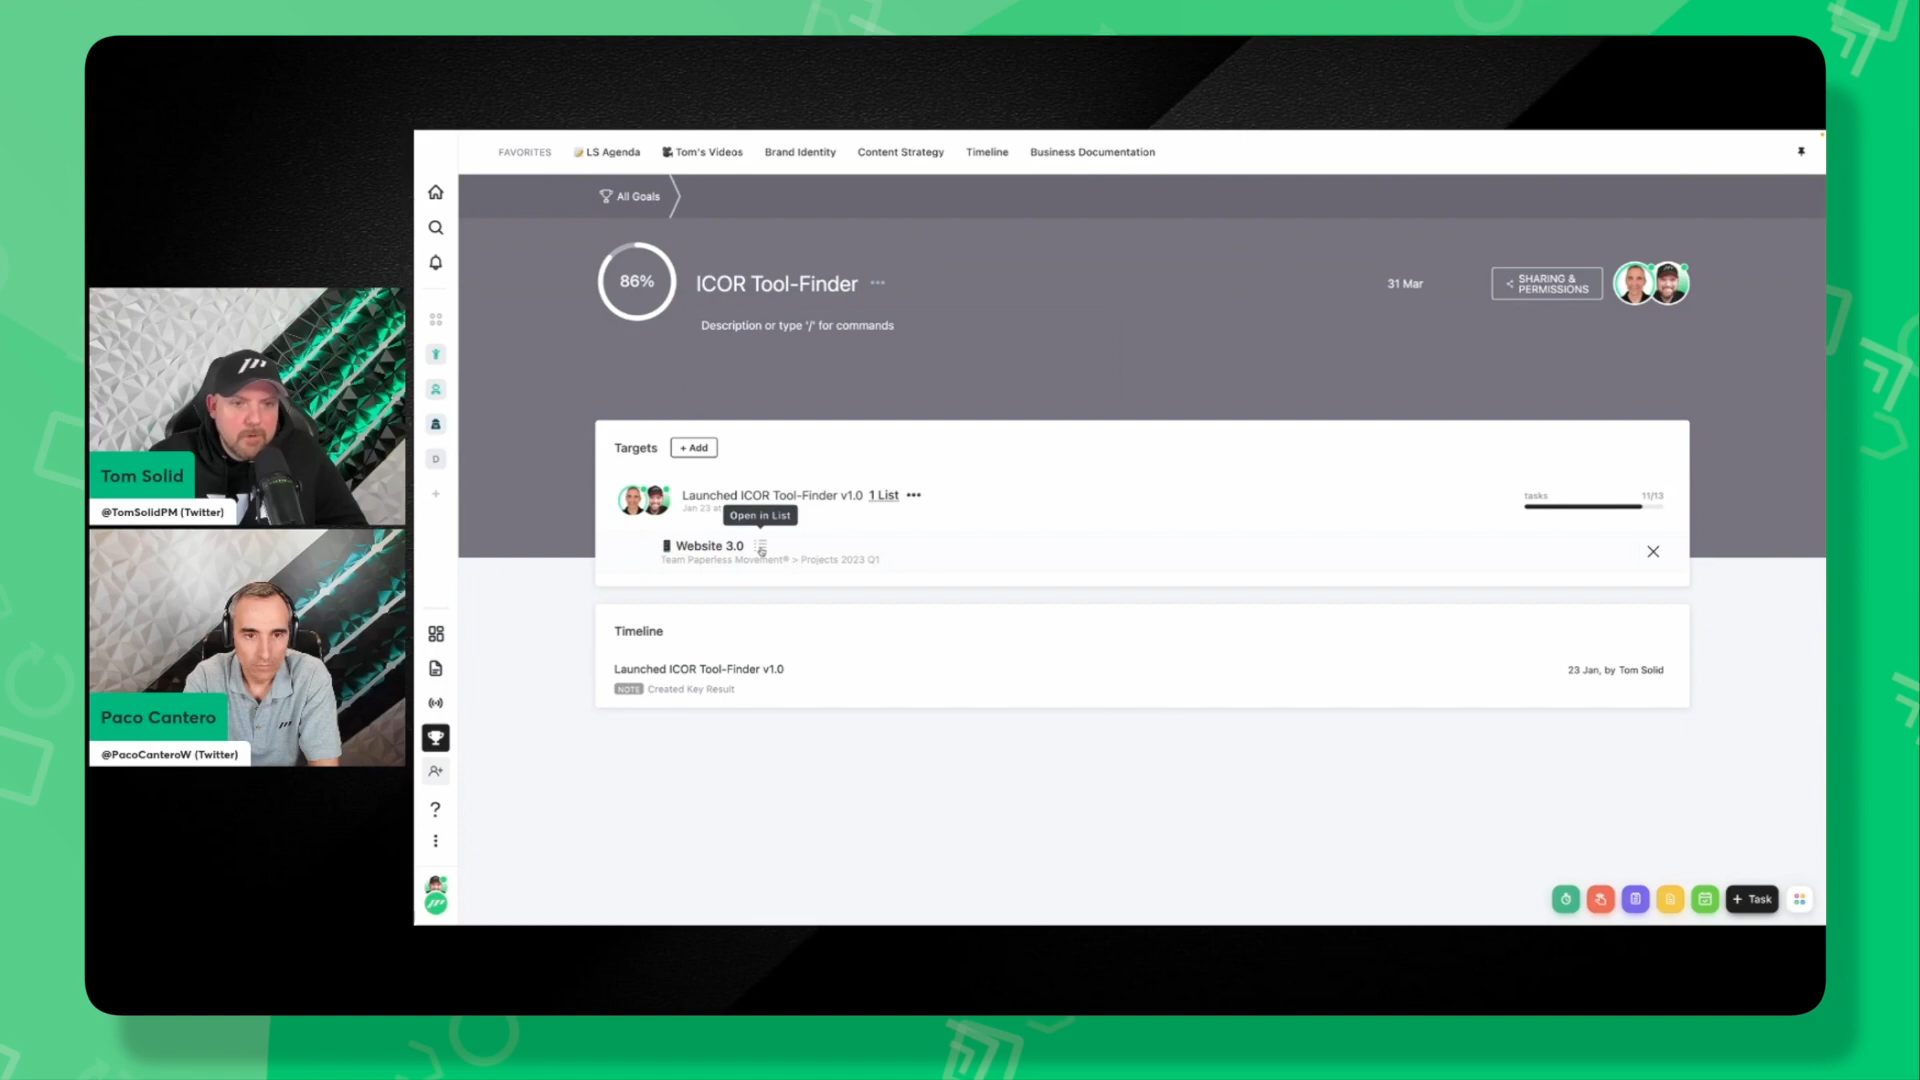 FAVORITES
LS Agenda
Tom's Videos
Brand Identity
Content Strategy
Timeline
Business Documentation
All Goals
86%
ICOR Tool-Finder
31 Mar
SHARING &
PERMISSIONS
Description or type '/' for commands
Targets
+ Add
Launched ICOR Tool-Finder v1.0 1 List
tasks
11/13
Jan 23 at
Open in List
Website 3.0
Team Paperless Movement® > Projects 2023 Q1
Timeline
Launched ICOR Tool-Finder v1.0
23 Jan, by Tom Solid
NOTE Created Key Result
D
+ Task
Tom Solid
@TomSolidPM (Twitter)
Paco Cantero
@PacoCanteroW (Twitter)